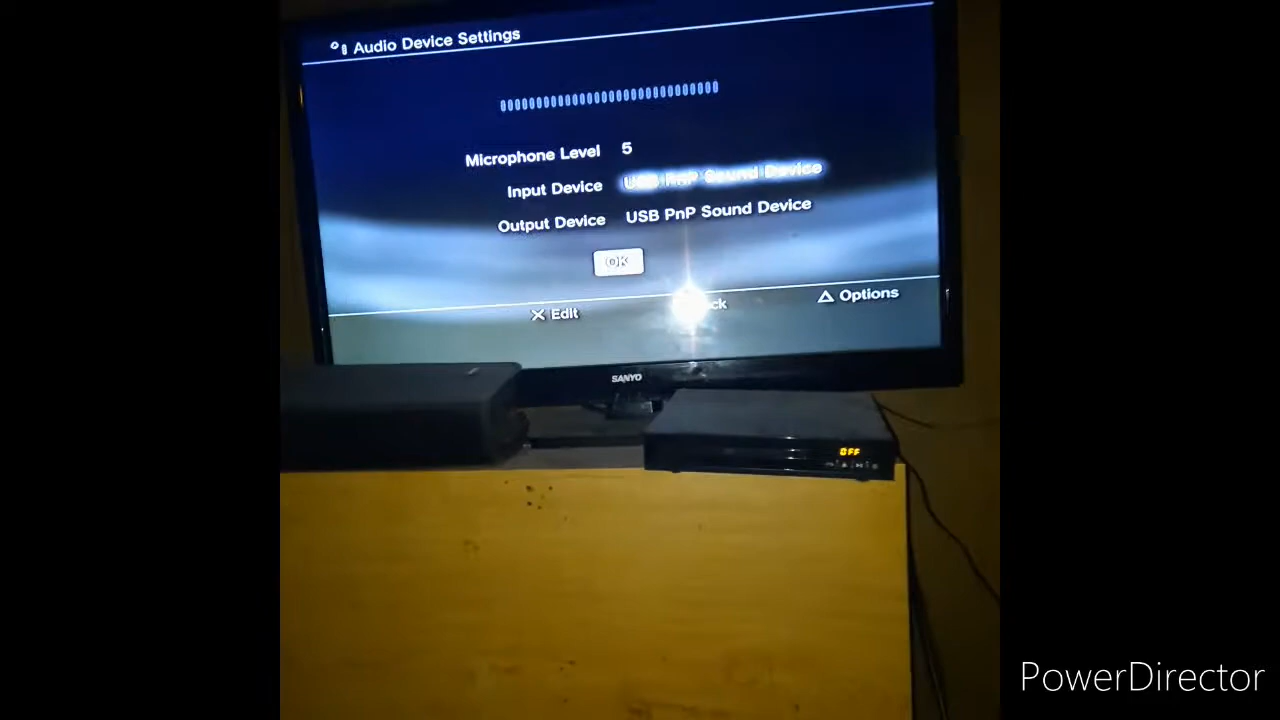 Audio Device Settings
Microphone Level 5
Input Device USB PnP Sound Device
Output Device USB PnP Sound Device
OK
Edit
Options
SANYO
OFF
PowerDirector